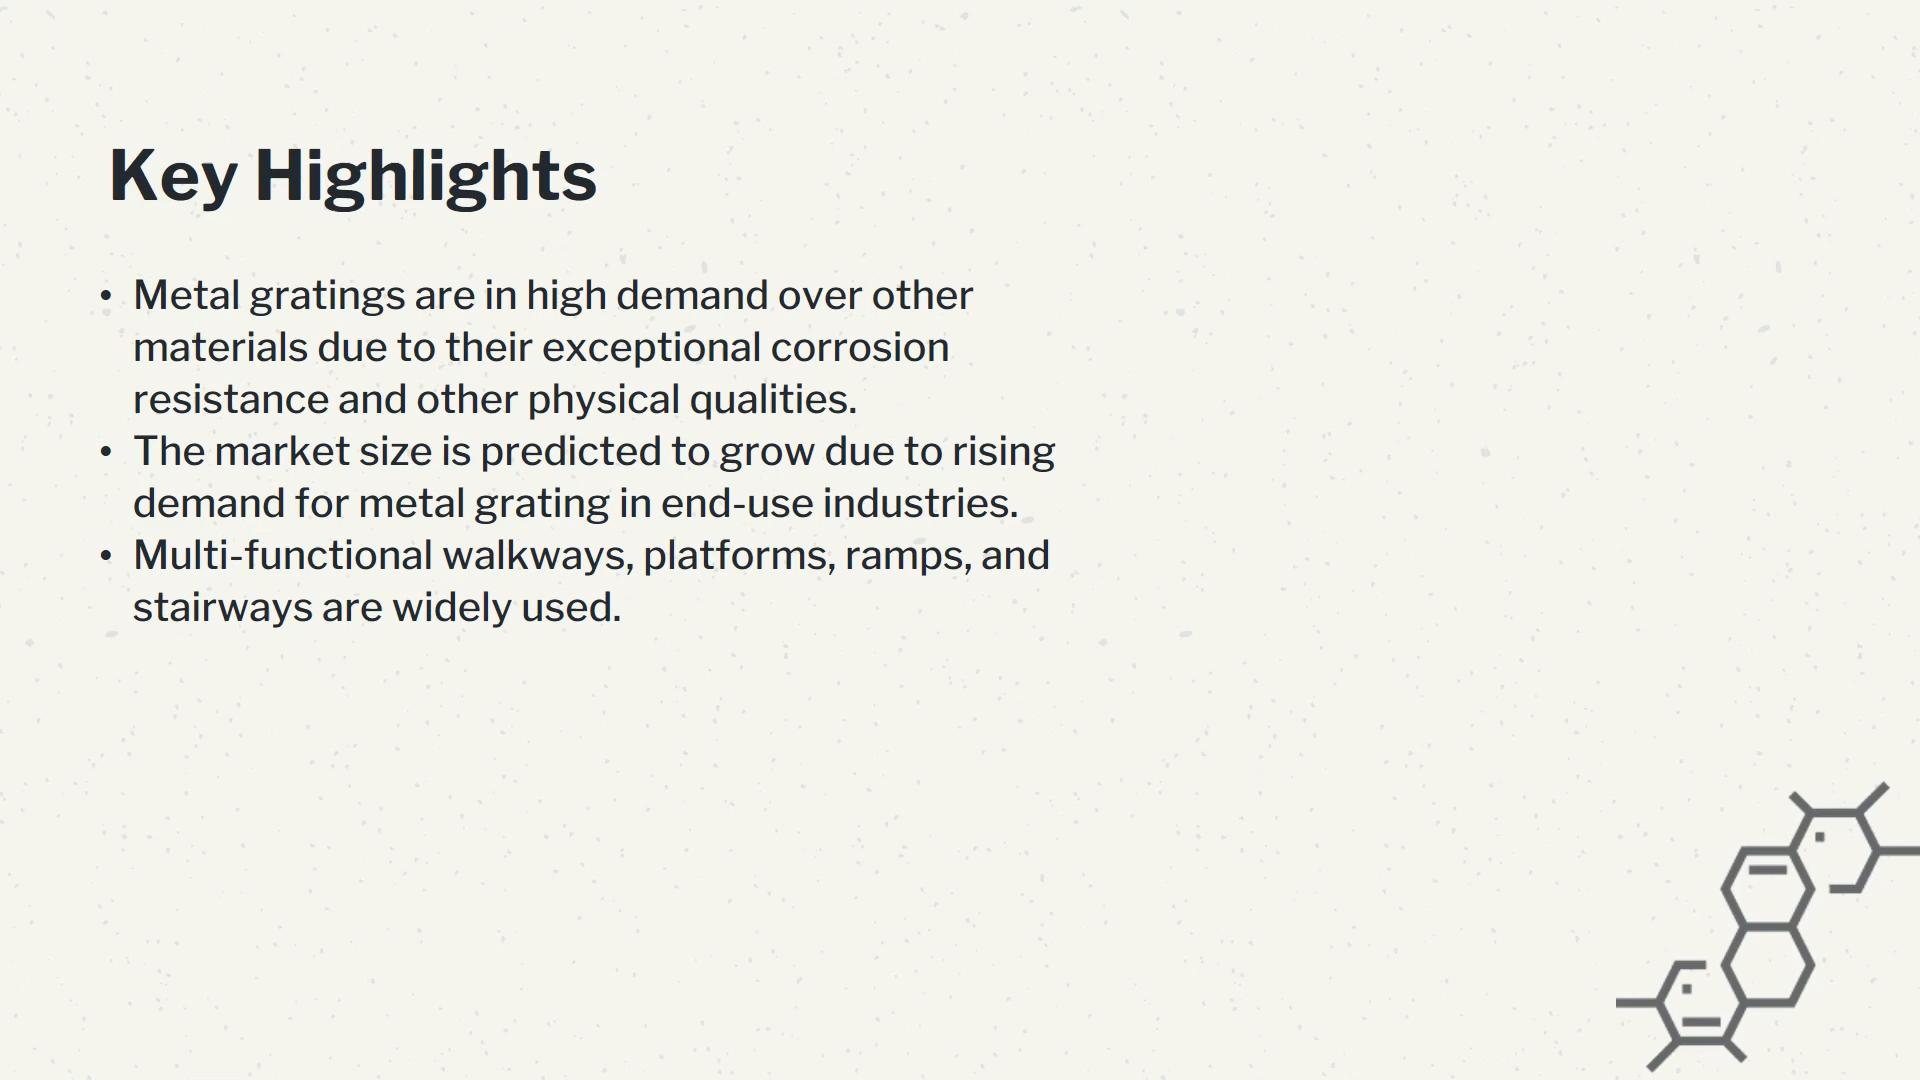 Key Highlights
• Metal gratings are in high demand over other
materials due to their exceptional corrosion
resistance and other physical qualities.
• The market size is predicted to grow due to rising
demand for metal grating in end-use industries.
• Multi-functional walkways, platforms, ramps, and
stairways are widely used.